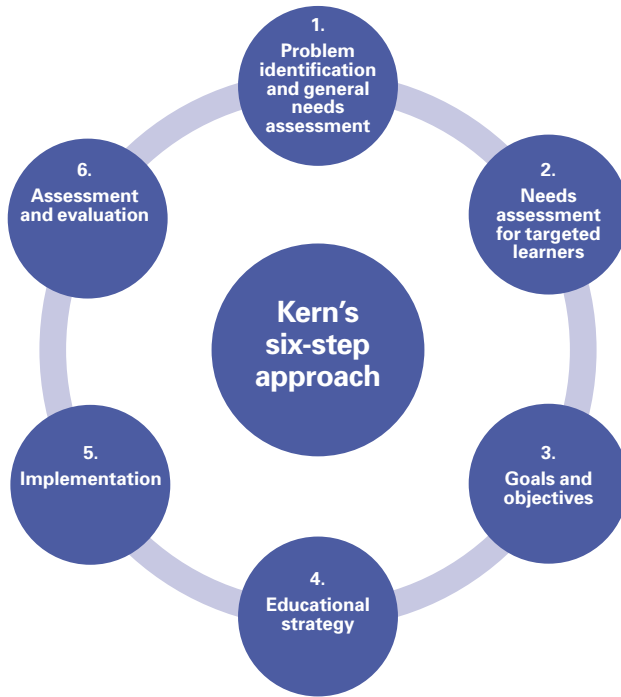 1.
Problem
identification
and general
needs
assessment
2.
Needs
assessment
for targeted
learners
3.
Goals and
objectives
4.
Educational
strategy
5.
Implementation
6.
Assessment
and evaluation
Kern's
six-step
approach